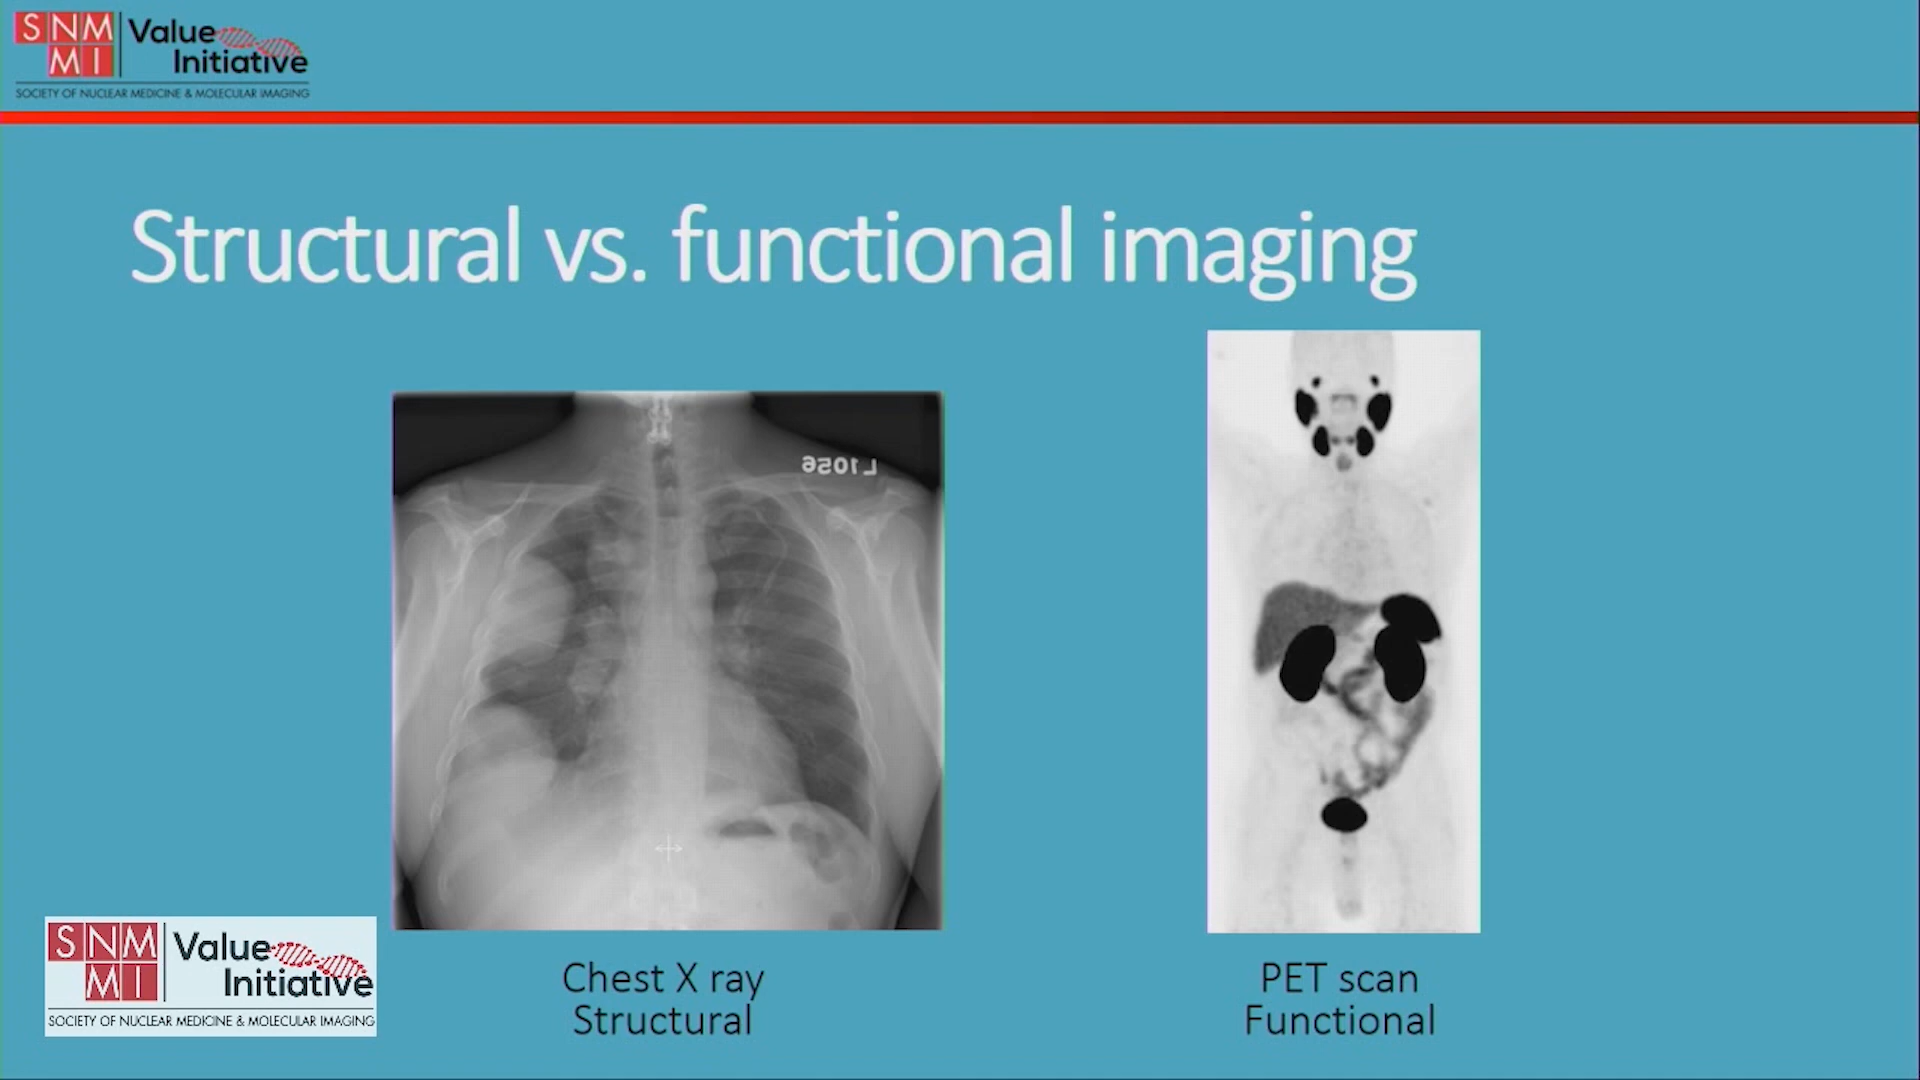 SNM
MI
Value
Initiative
SOCIETY OF NUCLEAR MEDICINE & MOLECULAR IMAGING
Structural vs. functional imaging
L1056
Chest X ray
Structural
PET scan
Functional
SNM
MI
Value
Initiative
SOCIETY OF NUCLEAR MEDICINE & MOLECULAR IMAGING